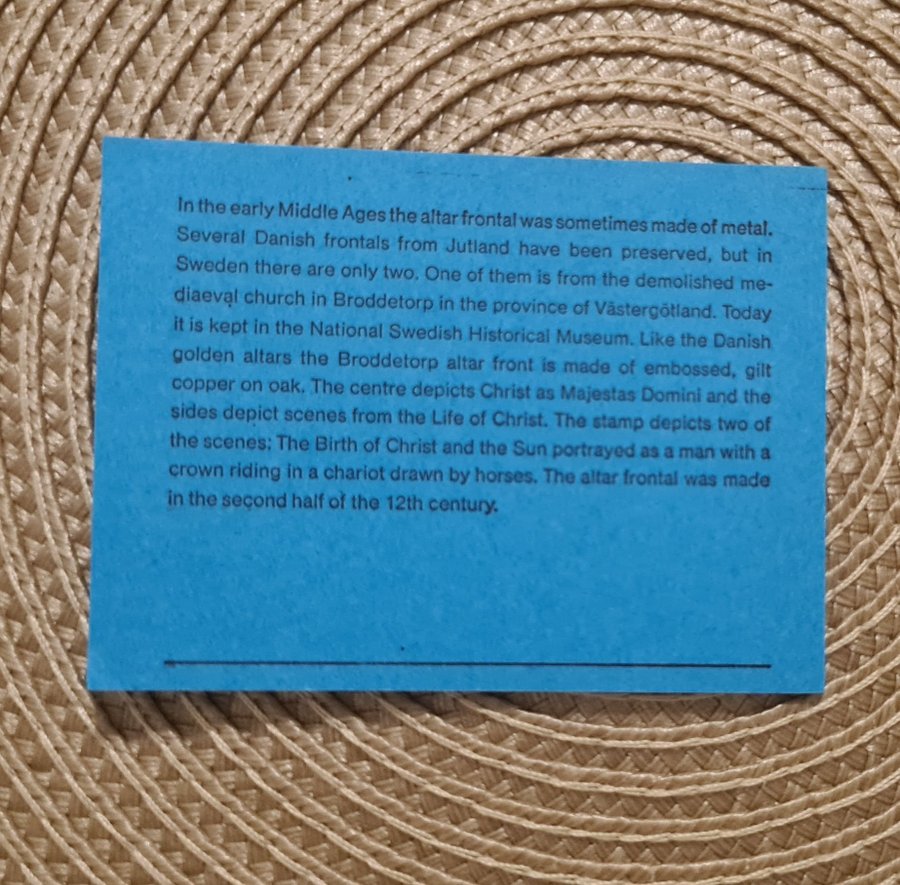 In the early Middle Ages the altar frontal was sometimes made of metal.
Several Danish frontals from Jutland have been preserved, but in
Sweden there are only two. One of them is from the demolished me-
diaeval church in Broddetorp in the province of Västergötland. Today
it is kept in the National Swedish Historical Museum. Like the Danish
golden altars the Broddetorp altar front is made of embossed, gilt
copper on oak. The centre depicts Christ as Majestas Domini and the
sides depict scenes from the Life of Christ. The stamp depicts two of
the scenes: The Birth of Christ and the Sun portrayed as a man with a
crown riding in a chariot drawn by horses. The altar frontal was made
in the second half of the 12th century.